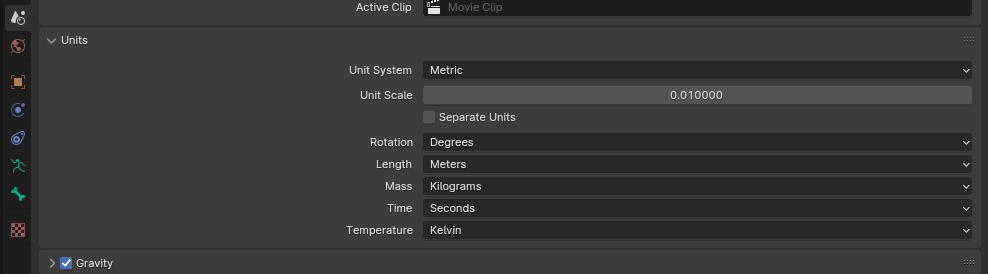 Active Clip Movie Clip
Units
Unit System Metric
Unit Scale 0.010000
Separate Units
Rotation Degrees
Length Meters
Mass Kilograms
Time Seconds
Temperature Kelvin
Gravity